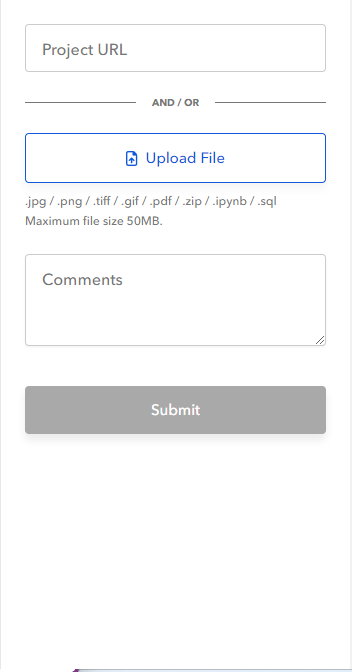 Project URL
AND / OR
Upload File
.jpg / .png / .tiff / .gif / .pdf / .zip / .ipynb / .sql
Maximum file size 50MB.
Comments
Submit